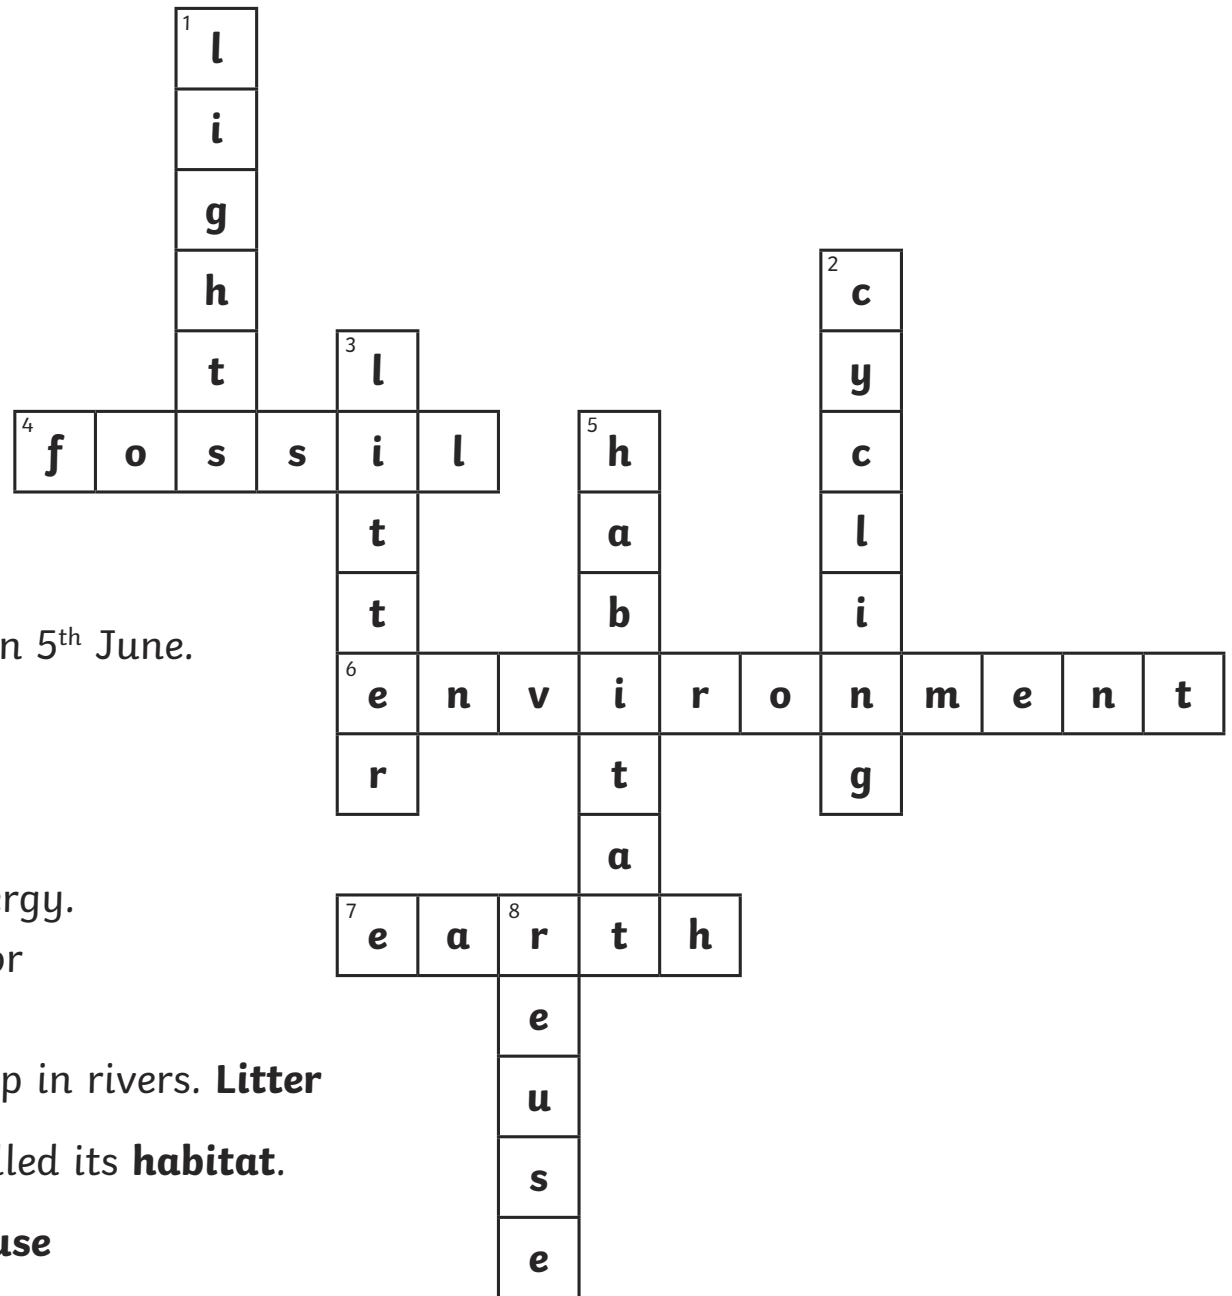 1 l
i
g
h 2 c
t 3 l y
4 f o s s i l 5 h c
t a l
t b i
n 5th June.
6 e n v i r o n m e n t
r t g
a
rgy.
7 e a 8 r t h
or
e
p in rivers. Litter
u
lled its habitat.
s
use
e